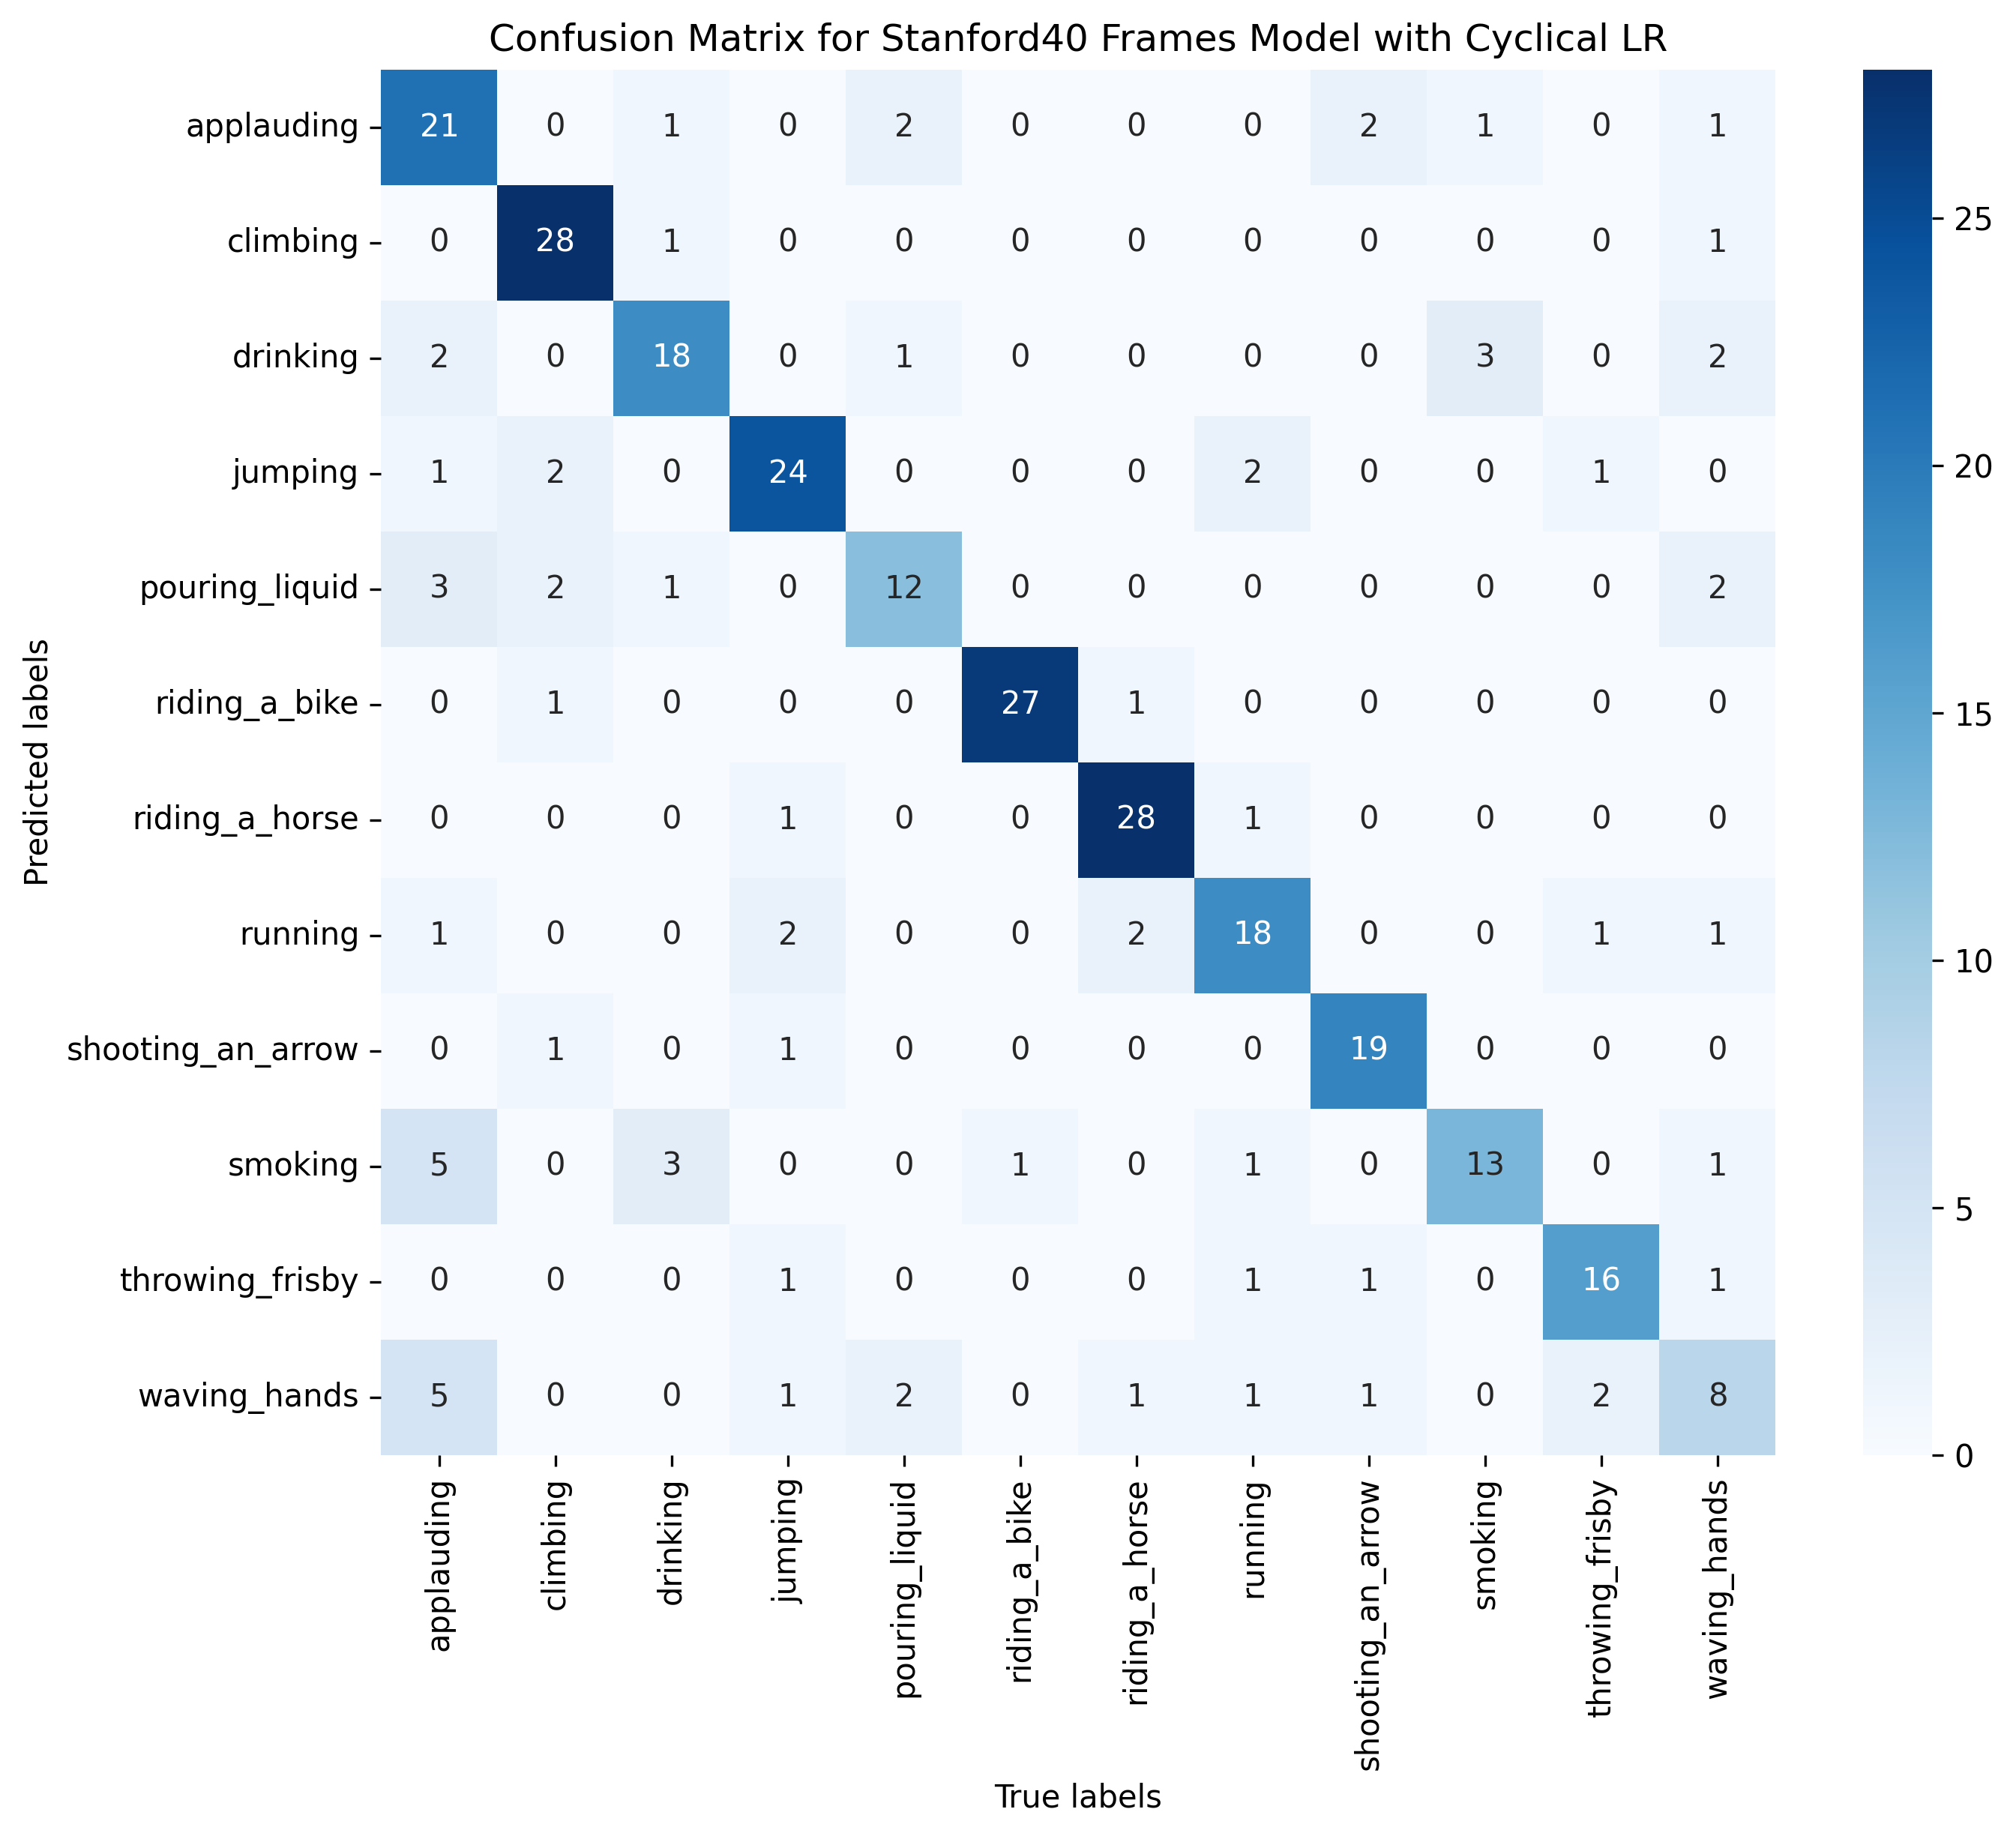 Confusion Matrix for Stanford40 Frames Model with Cyclical LR
applauding 21 0 1 0 2 0 0 0 2 1 0 1
climbing 0 28 1 0 0 0 0 0 0 0 0 1
drinking 2 0 18 0 1 0 0 0 0 3 0 2
jumping 1 2 0 24 0 0 0 2 0 0 1 0
pouring_liquid 3 2 1 0 12 0 0 0 0 0 0 2
riding_a_bike 0 1 0 0 0 27 1 0 0 0 0 0
riding_a_horse 0 0 0 1 0 0 28 1 0 0 0 0
running 1 0 0 2 0 0 2 18 0 0 1 1
shooting_an_arrow 0 1 0 1 0 0 0 0 19 0 0 0
smoking 5 0 3 0 0 1 0 1 0 13 0 1
throwing_frisby 0 0 0 1 0 0 0 1 1 0 16 1
waving_hands 5 0 0 1 2 0 1 1 1 0 2 8
Predicted labels
applauding
climbing
drinking
jumping
pouring_liquid
riding_a_bike
riding_a_horse
running
shooting_an_arrow
smoking
throwing_frisby
waving_hands
True labels
25
20
15
10
5
0